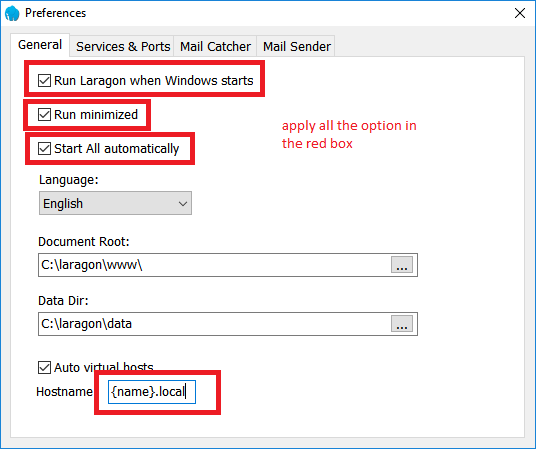 Preferences
General Services & Ports Mail Catcher Mail Sender
Run Laragon when Windows starts
Run minimized
apply all the option in
the red box
Start All automatically
Language:
English
Document Root:
C:\laragon\www\
...
Data Dir:
C:\laragon\data
...
Auto virtual hosts
Hostname
{name}.local